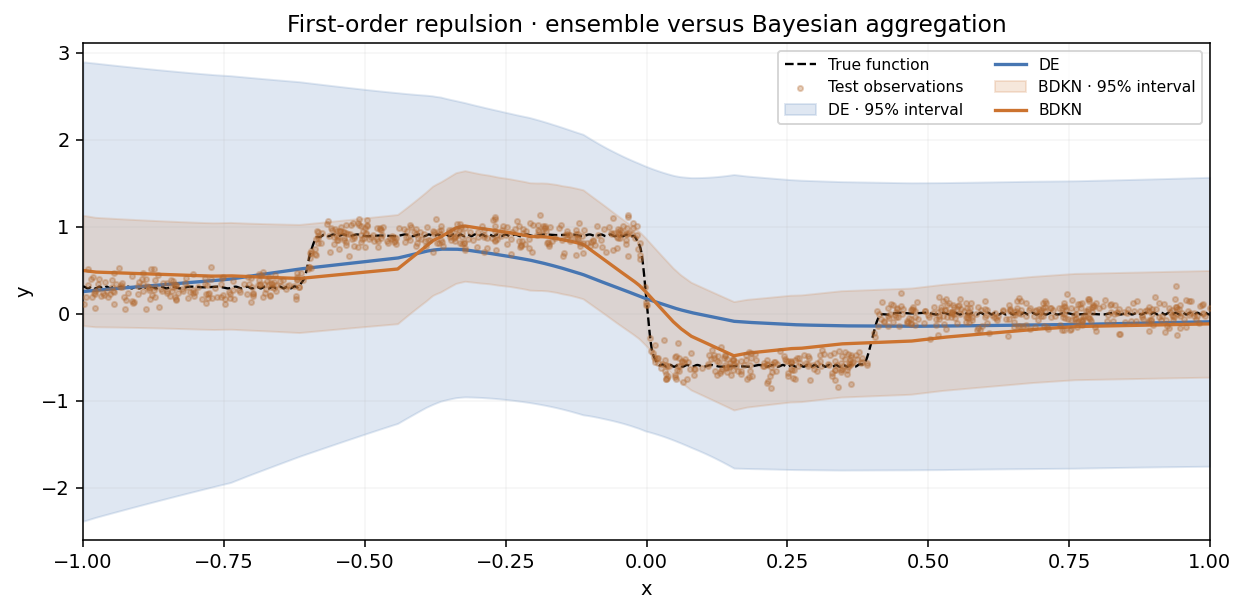 First-order repulsion · ensemble versus Bayesian aggregation
True function
Test observations
DE · 95% interval
DE
BDKN · 95% interval
BDKN
3
2
1
0
−1
−2
y
−1.00 −0.75 −0.50 −0.25 0.00 0.25 0.50 0.75 1.00
x